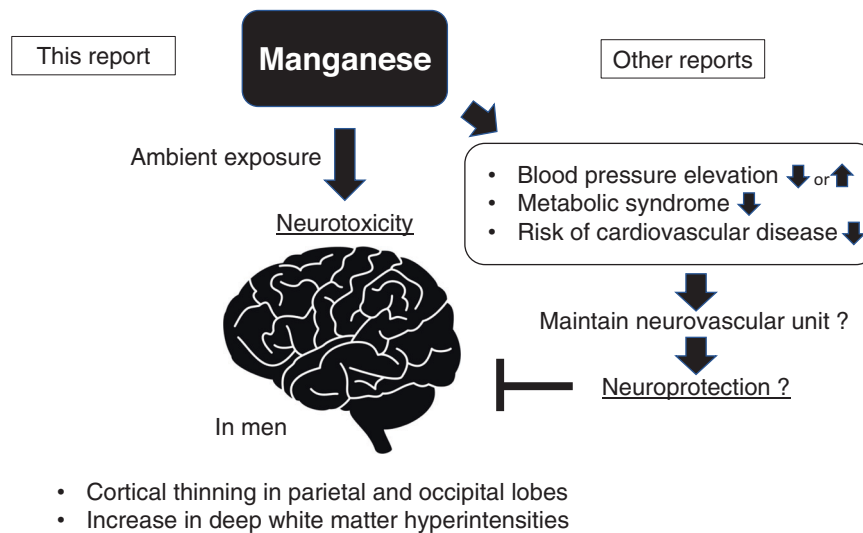 This report
Manganese
Other reports
Ambient exposure
Neurotoxicity
In men
• Blood pressure elevation or
• Metabolic syndrome
• Risk of cardiovascular disease
Maintain neurovascular unit ?
Neuroprotection ?
• Cortical thinning in parietal and occipital lobes
• Increase in deep white matter hyperintensities